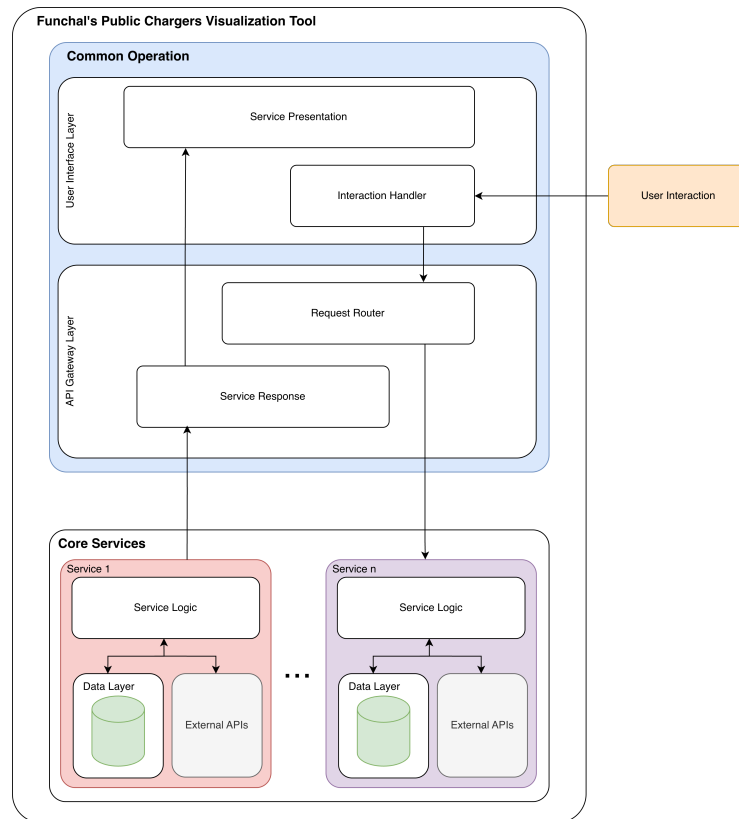 Funchal's Public Chargers Visualization Tool
Common Operation
User Interface Layer
Service Presentation
Interaction Handler
User Interaction
API Gateway Layer
Request Router
Service Response
Core Services
Service 1
Service Logic
Data Layer
External APIs
...
Service n
Service Logic
Data Layer
External APIs